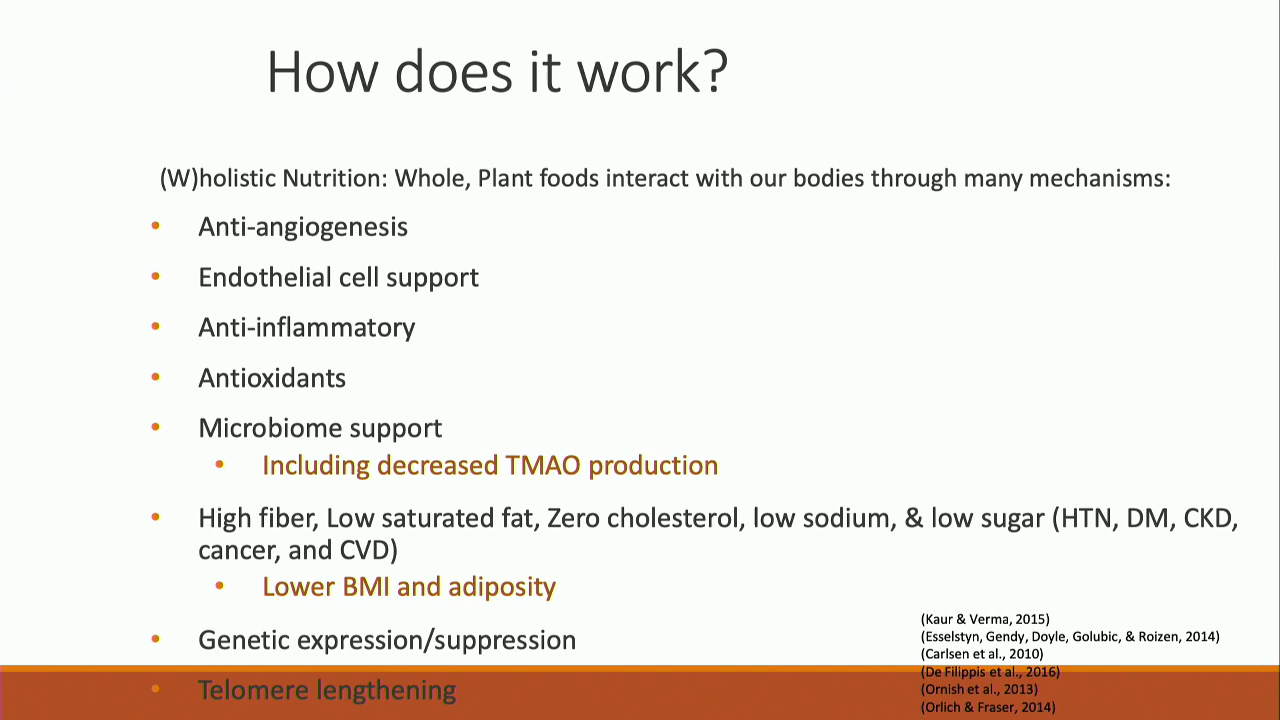 How does it work?
(W)holistic Nutrition: Whole, Plant foods interact with our bodies through many mechanisms:
• Anti-angiogenesis
• Endothelial cell support
• Anti-inflammatory
• Antioxidants
• Microbiome support
• Including decreased TMAO production
• High fiber, Low saturated fat, Zero cholesterol, low sodium, & low sugar (HTN, DM, CKD,
cancer, and CVD)
• Lower BMI and adiposity
• Genetic expression/suppression
• Telomere lengthening
(Kaur & Verma, 2015)
(Esselstyn, Gendy, Doyle, Golubic, & Roizen, 2014)
(Carlsen et al., 2010)
(De Filippis et al., 2016)
(Ornish et al., 2013)
(Orlich & Fraser, 2014)